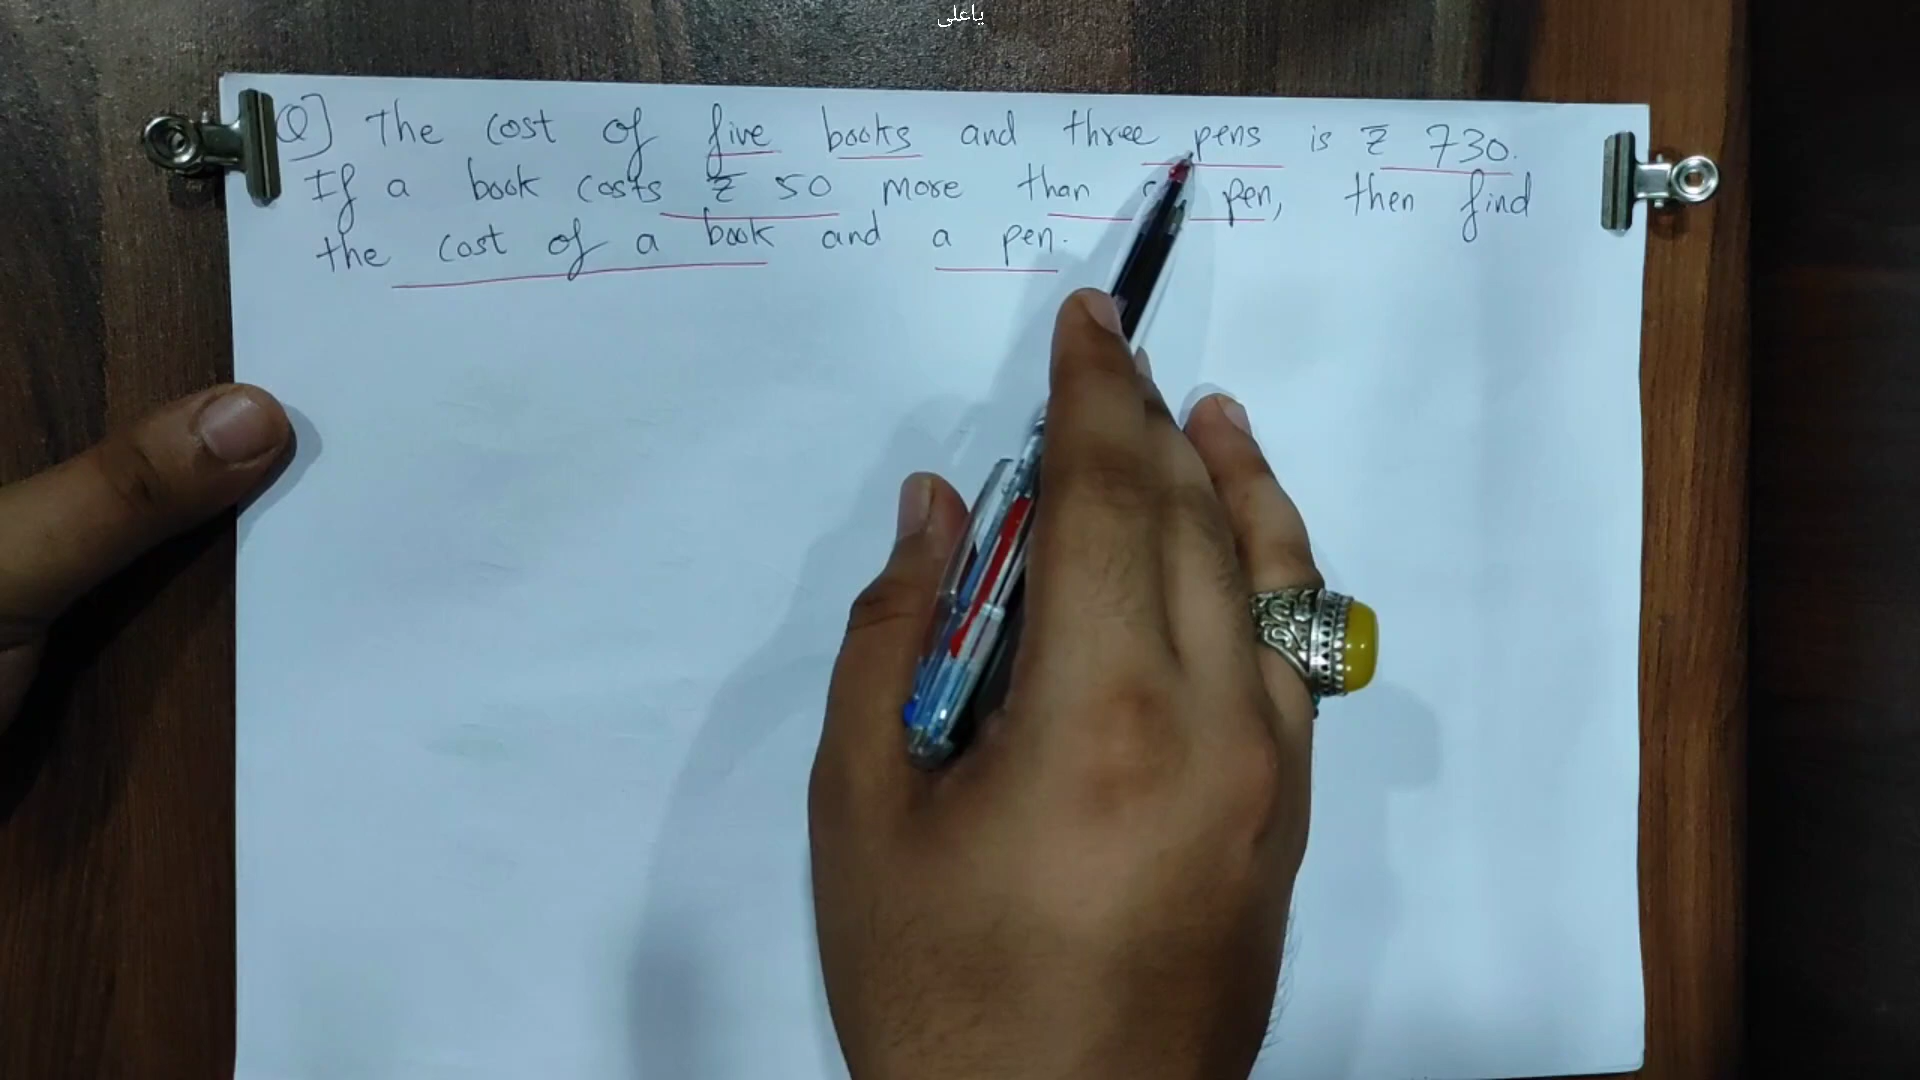 ياعلى
Q] The cost of five books and three pens is ₹ 730.
If a book costs ₹ 50 more than pen, then find
the cost of a book and a pen.